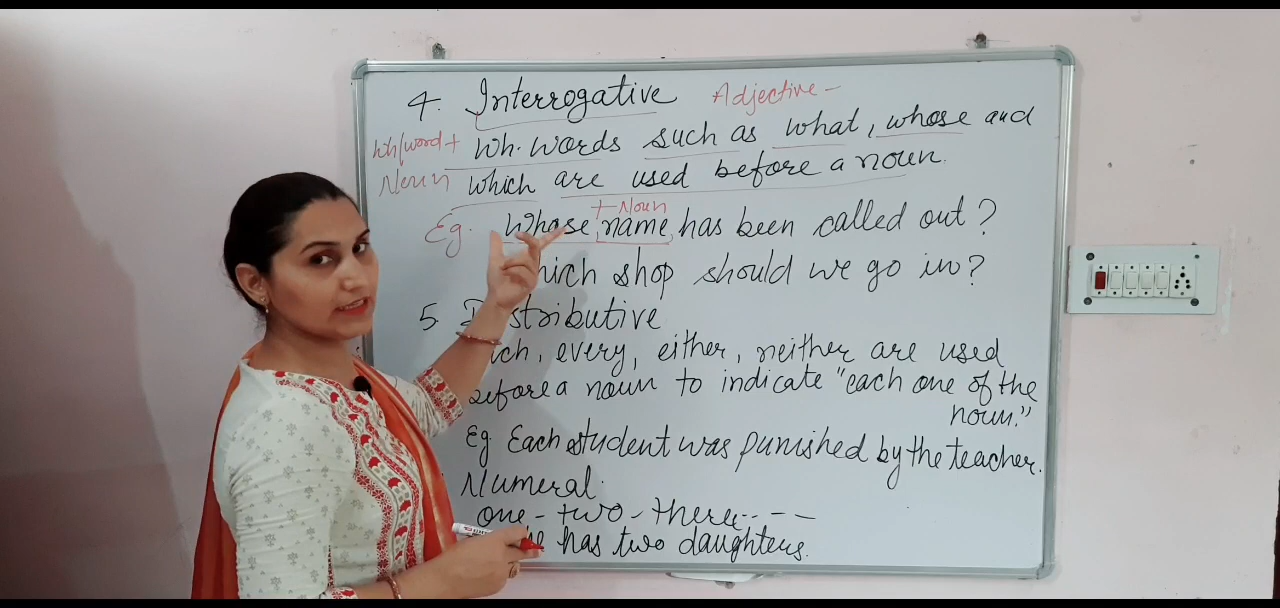 4. Interrogative Adjective -
Wh/word + Wh. words such as what, whose and
Noun which are used before a noun.
+ Noun
Eg. Whose name has been called out?
hich shop should we go in?
5. Distributive
ch, every, either, neither are used
before a noun to indicate "each one of the
noun."
Eg Each student was punished by the teacher.
Numeral.
one - two - there - - - -
has two daughters.